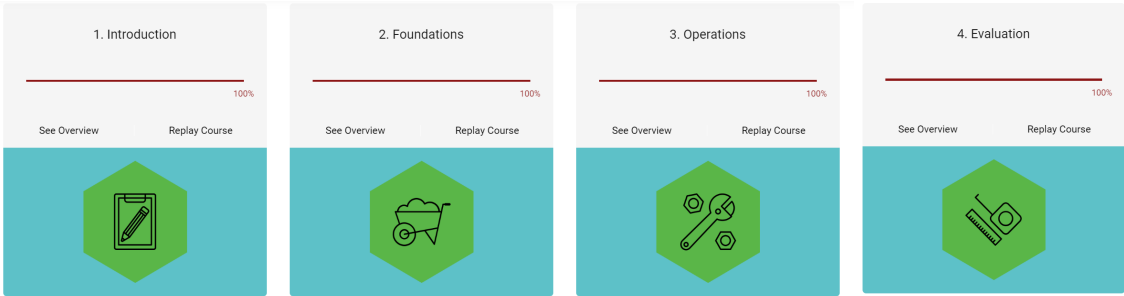 1. Introduction
100%
See Overview
Replay Course
2. Foundations
100%
See Overview
Replay Course
3. Operations
100%
See Overview
Replay Course
4. Evaluation
100%
See Overview
Replay Course